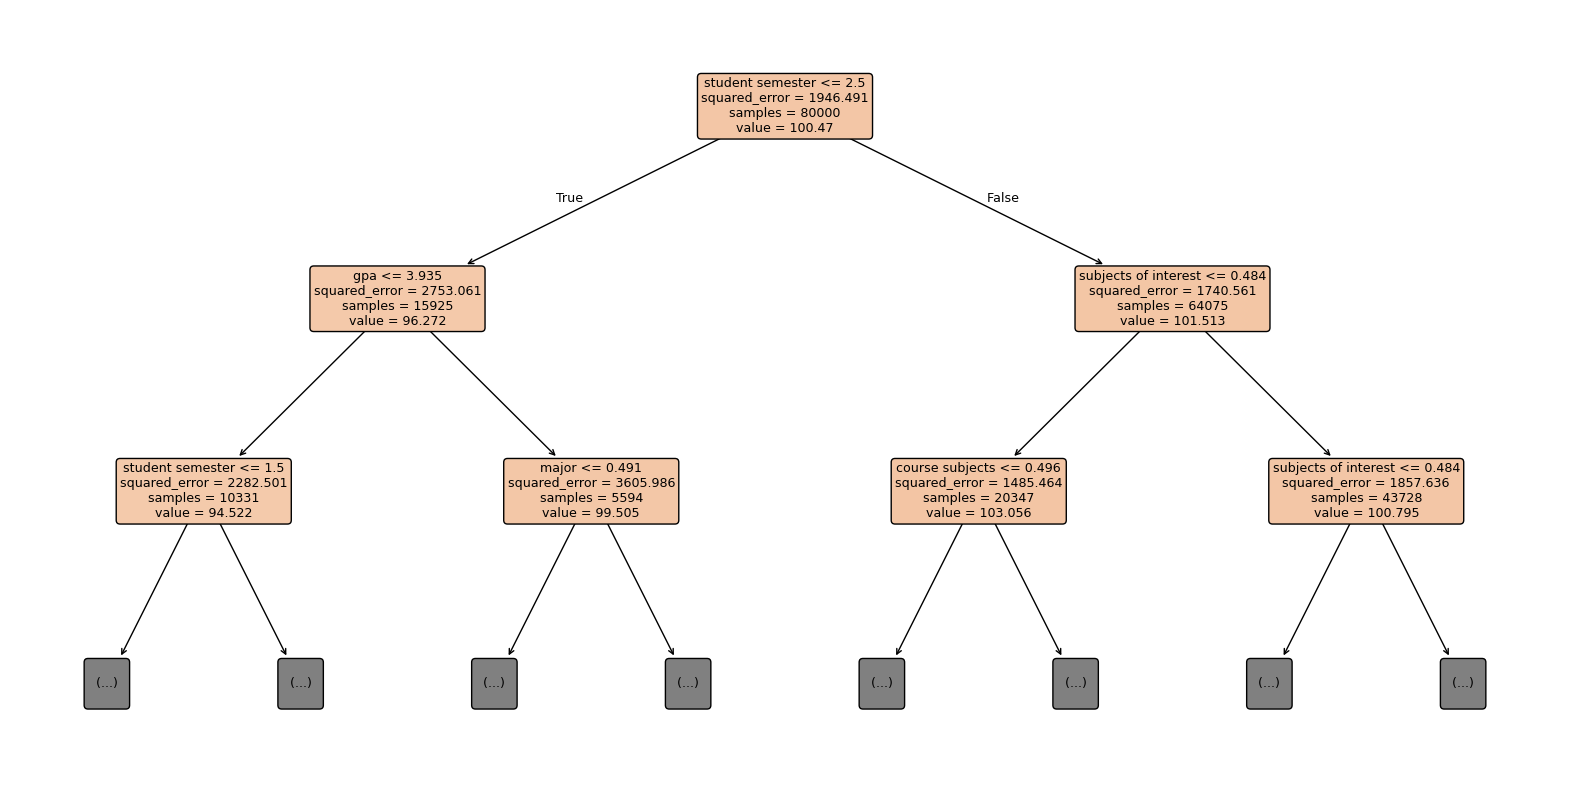 student semester <= 2.5
squared_error = 1946.491
samples = 80000
value = 100.47
True
False
gpa <= 3.935
squared_error = 2753.061
samples = 15925
value = 96.272
subjects of interest <= 0.484
squared_error = 1740.561
samples = 64075
value = 101.513
student semester <= 1.5
squared_error = 2282.501
samples = 10331
value = 94.522
major <= 0.491
squared_error = 3605.986
samples = 5594
value = 99.505
course subjects <= 0.496
squared_error = 1485.464
samples = 20347
value = 103.056
subjects of interest <= 0.484
squared_error = 1857.636
samples = 43728
value = 100.795
(...)
(...)
(...)
(...)
(...)
(...)
(...)
(...)